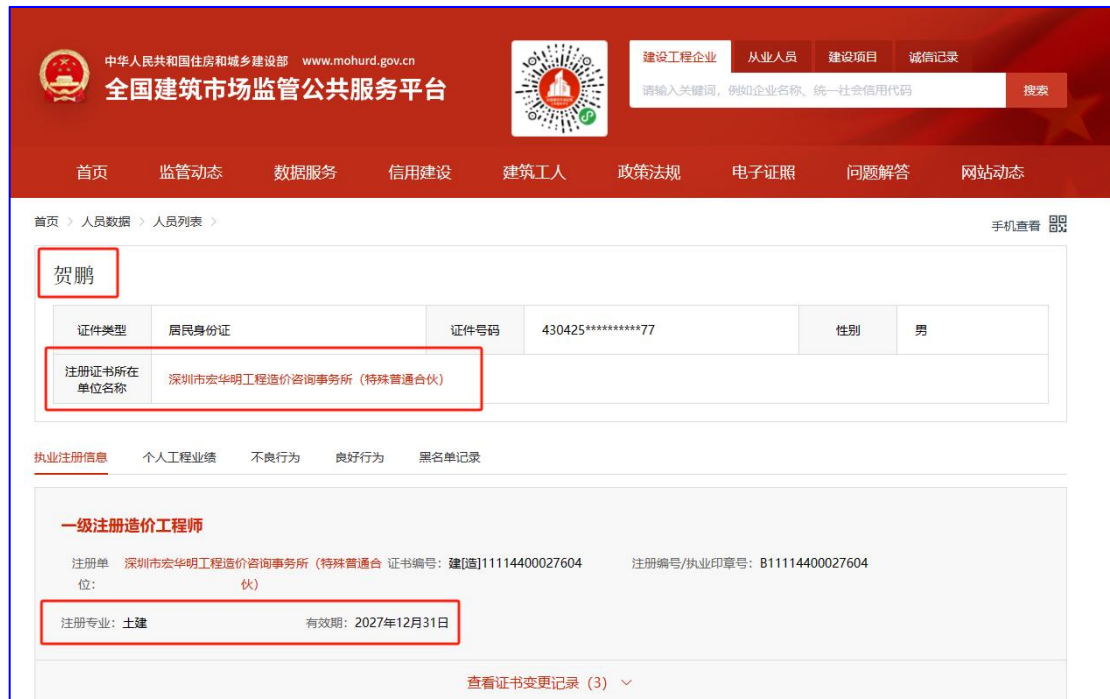 中华人民共和国住房和城乡建设部 www.mohurd.gov.cn
全国建筑市场监管公共服务平台
建设工程企业 从业人员 建设项目 诚信记录
请输入关键词，例如企业名称、统一社会信用代码 搜索
首页 监管动态 数据服务 信用建设 建筑工人 政策法规 电子证照 问题解答 网站动态
首页 > 人员数据 > 人员列表 >
手机查看
贺鹏
证件类型 居民身份证 证件号码 430425**********77 性别 男
注册证书所在
单位名称
深圳市宏华明工程造价咨询事务所（特殊普通合伙）
执业注册信息 个人工程业绩 不良行为 良好行为 黑名单记录
一级注册造价工程师
注册单 深圳市宏华明工程造价咨询事务所（特殊普通合 证书编号：建[造]11114400027604 注册编号/执业印章号：B11114400027604
位： 伙）
注册专业：土建 有效期：2027年12月31日
查看证书变更记录（3）